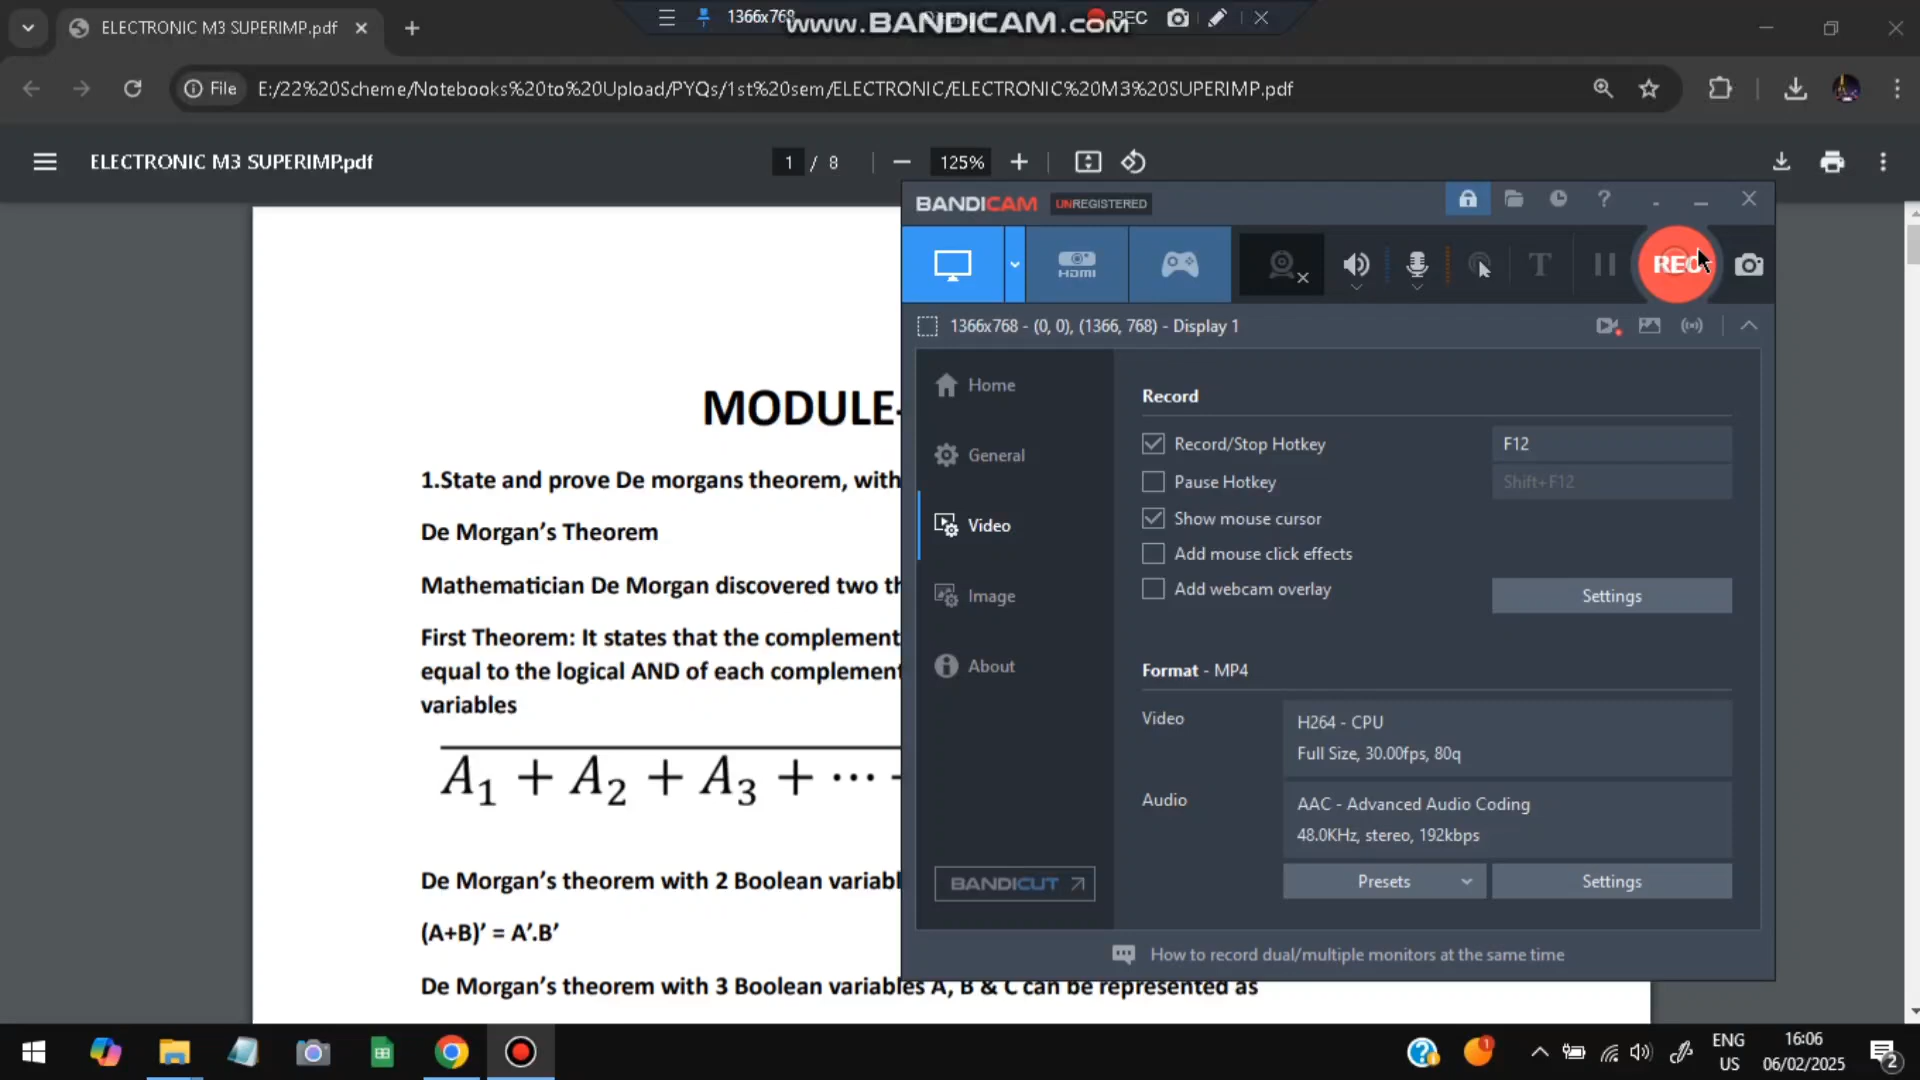 ELECTRONIC M3 SUPERIMP.pdf
1366x768
www.BANDICAM.com
REC
File
E:/22%20Scheme/Notebooks%20to%20Upload/PYQs/1st%20sem/ELECTRONIC/ELECTRONIC%20M3%20SUPERIMP.pdf
ELECTRONIC M3 SUPERIMP.pdf
1 / 8
125%
MODULE-
1.State and prove De morgans theorem, with
De Morgan’s Theorem
Mathematician De Morgan discovered two th
First Theorem: It states that the complement
equal to the logical AND of each complement
variables
A1 + A2 + A3 + ⋯
De Morgan’s theorem with 2 Boolean variabl
(A+B)’ = A’.B’
De Morgan’s theorem with 3 Boolean variables A, B & C can be represented as
BANDICAM UNREGISTERED
HDMI
T
REC
1366x768 - (0, 0), (1366, 768) - Display 1
Home
General
Video
Image
About
BANDICUT
Record
Record/Stop Hotkey
F12
Pause Hotkey
Shift+F12
Show mouse cursor
Add mouse click effects
Add webcam overlay
Settings
Format - MP4
Video
H264 - CPU
Full Size, 30.00fps, 80q
Audio
AAC - Advanced Audio Coding
48.0KHz, stereo, 192kbps
Presets
Settings
How to record dual/multiple monitors at the same time
1
ENG
US
16:06
06/02/2025
2